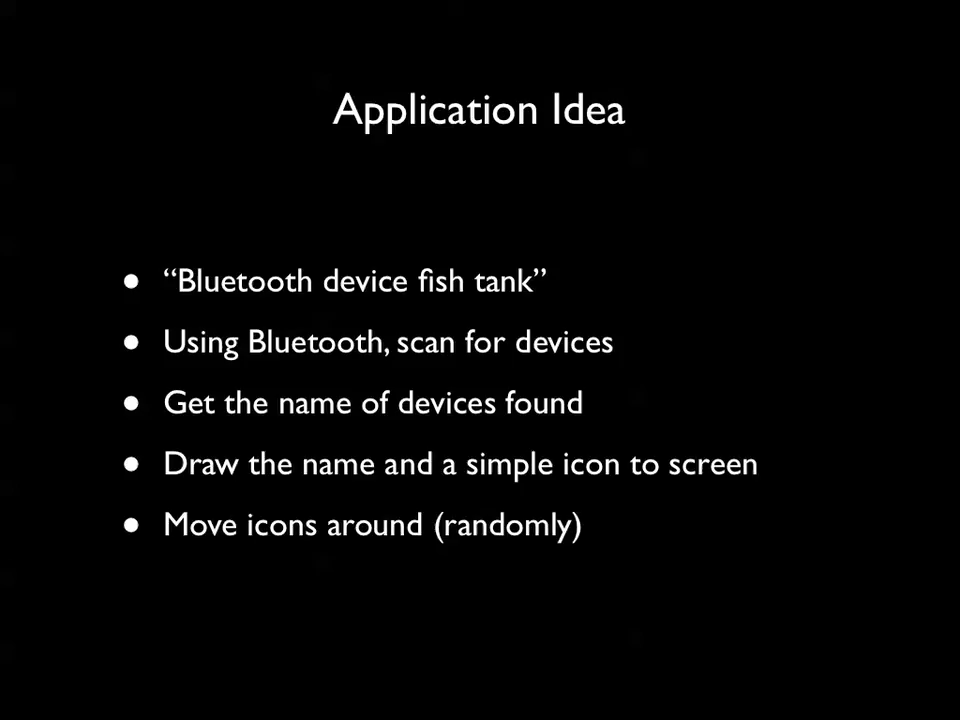 Application Idea
• “Bluetooth device fish tank”
• Using Bluetooth, scan for devices
• Get the name of devices found
• Draw the name and a simple icon to screen
• Move icons around (randomly)